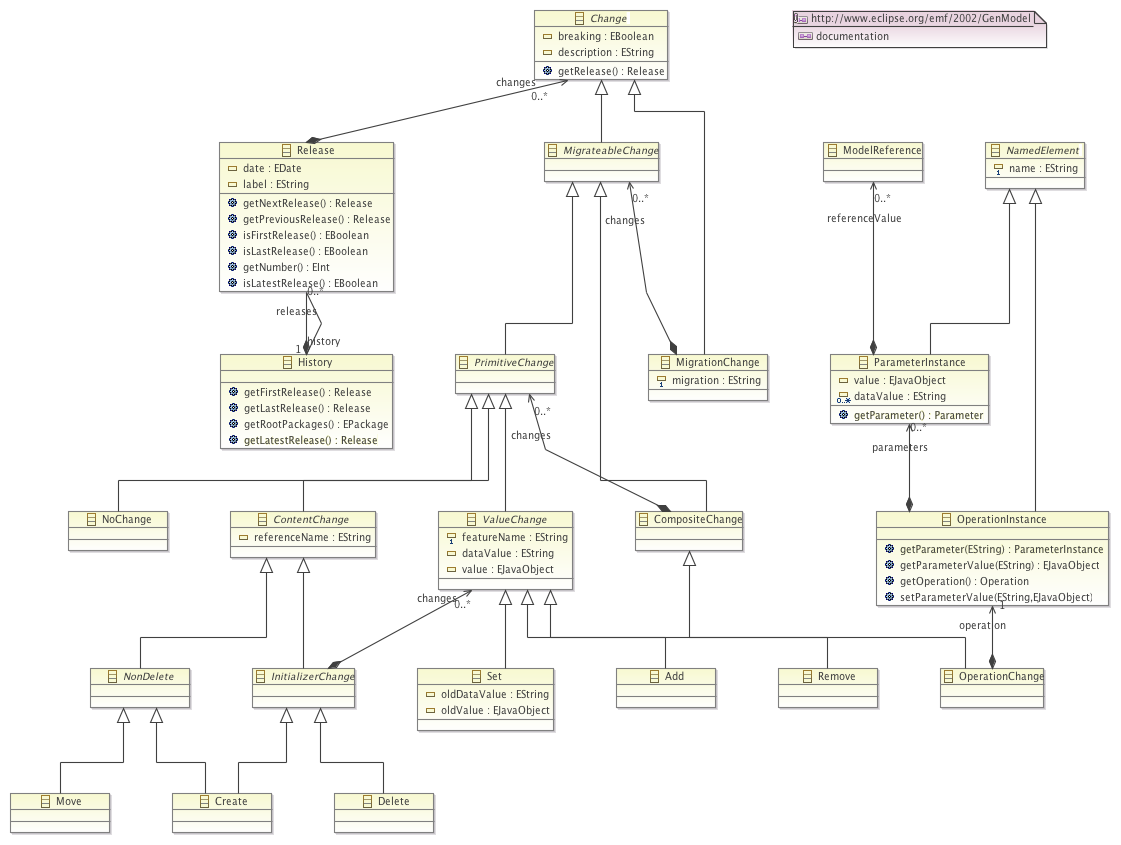 Change
breaking : EBoolean
description : EString
getRelease() : Release
http://www.eclipse.org/emf/2002/GenModel
documentation
changes
0..*
Release
date : EDate
label : EString
getNextRelease() : Release
getPreviousRelease() : Release
isFirstRelease() : EBoolean
isLastRelease() : EBoolean
getNumber() : EInt
isLatestRelease() : EBoolean
MigrateableChange
ModelReference
NamedElement
name : EString
1
0..*
changes
0..*
referenceValue
0..*
releases
history
1
History
getFirstRelease() : Release
getLastRelease() : Release
getRootPackages() : EPackage
getLatestRelease() : Release
PrimitiveChange
MigrationChange
migration : EString
1
ParameterInstance
value : EJavaObject
dataValue : EString
0..*
getParameter() : Parameter
0..*
changes
0..*
parameters
NoChange
ContentChange
referenceName : EString
ValueChange
featureName : EString
1
dataValue : EString
value : EJavaObject
CompositeChange
OperationInstance
getParameter(EString) : ParameterInstance
getParameterValue(EString) : EJavaObject
getOperation() : Operation
setParameterValue(EString,EJavaObject)
changes
0..*
1
operation
NonDelete
InitializerChange
Set
oldDataValue : EString
oldValue : EJavaObject
Add
Remove
OperationChange
Move
Create
Delete